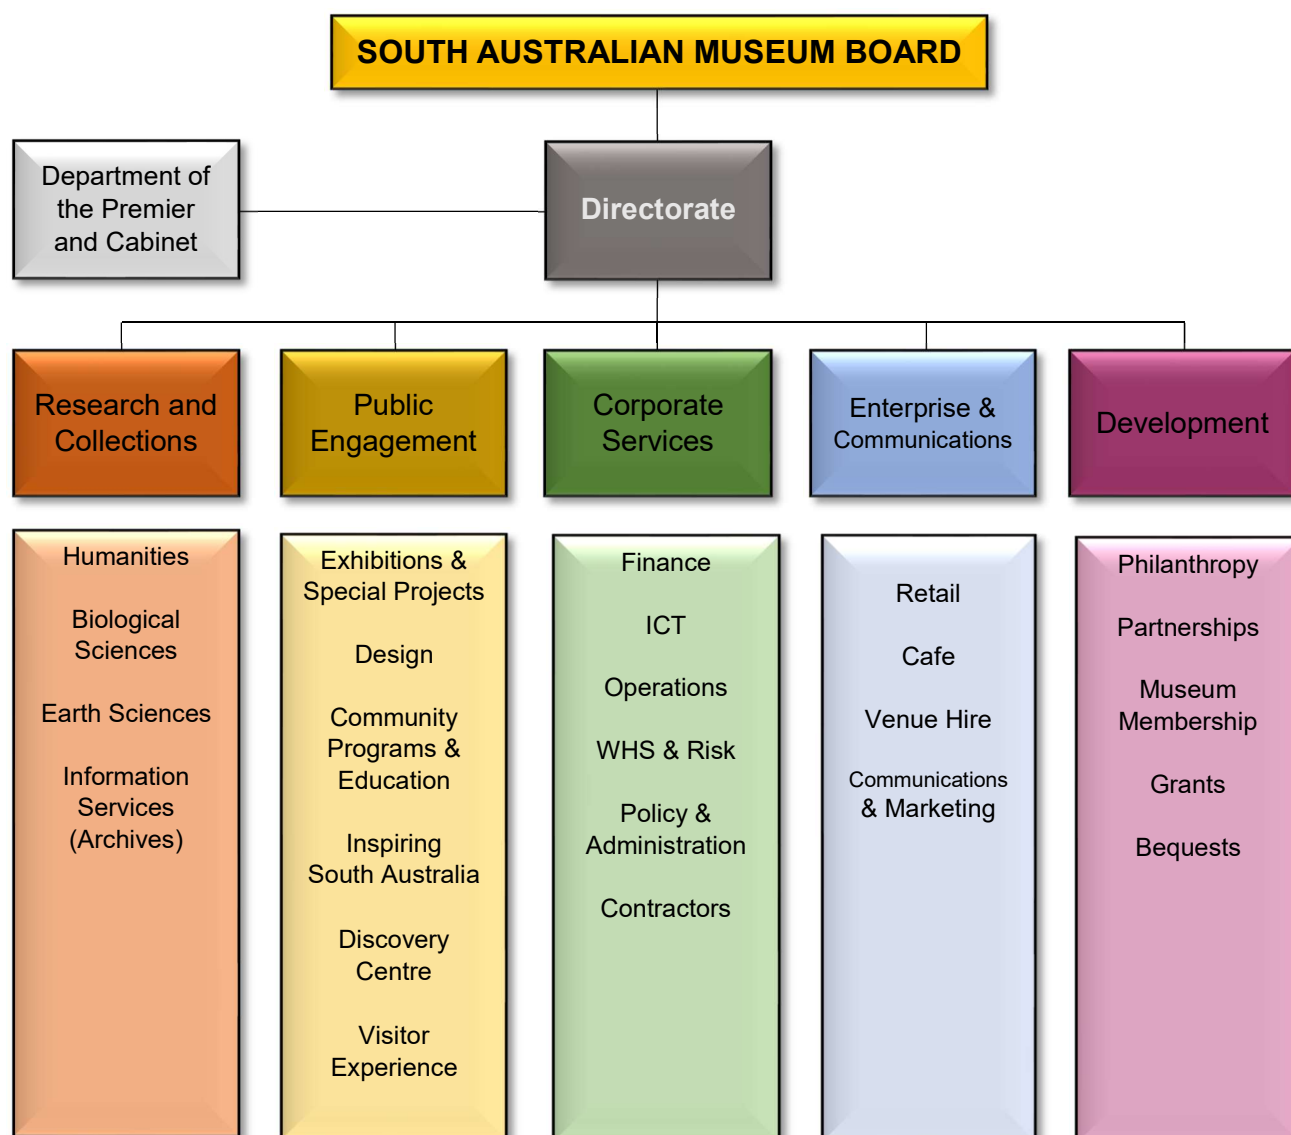 SOUTH AUSTRALIAN MUSEUM BOARD
Department of
the Premier
and Cabinet
Directorate
Research and
Collections
Public
Engagement
Corporate
Services
Enterprise &
Communications
Development
Humanities
Biological
Sciences
Earth Sciences
Information
Services
(Archives)
Exhibitions &
Special Projects
Design
Community
Programs &
Education
Inspiring
South Australia
Discovery
Centre
Visitor
Experience
Finance
ICT
Operations
WHS & Risk
Policy &
Administration
Contractors
Retail
Cafe
Venue Hire
Communications
& Marketing
Philanthropy
Partnerships
Museum
Membership
Grants
Bequests